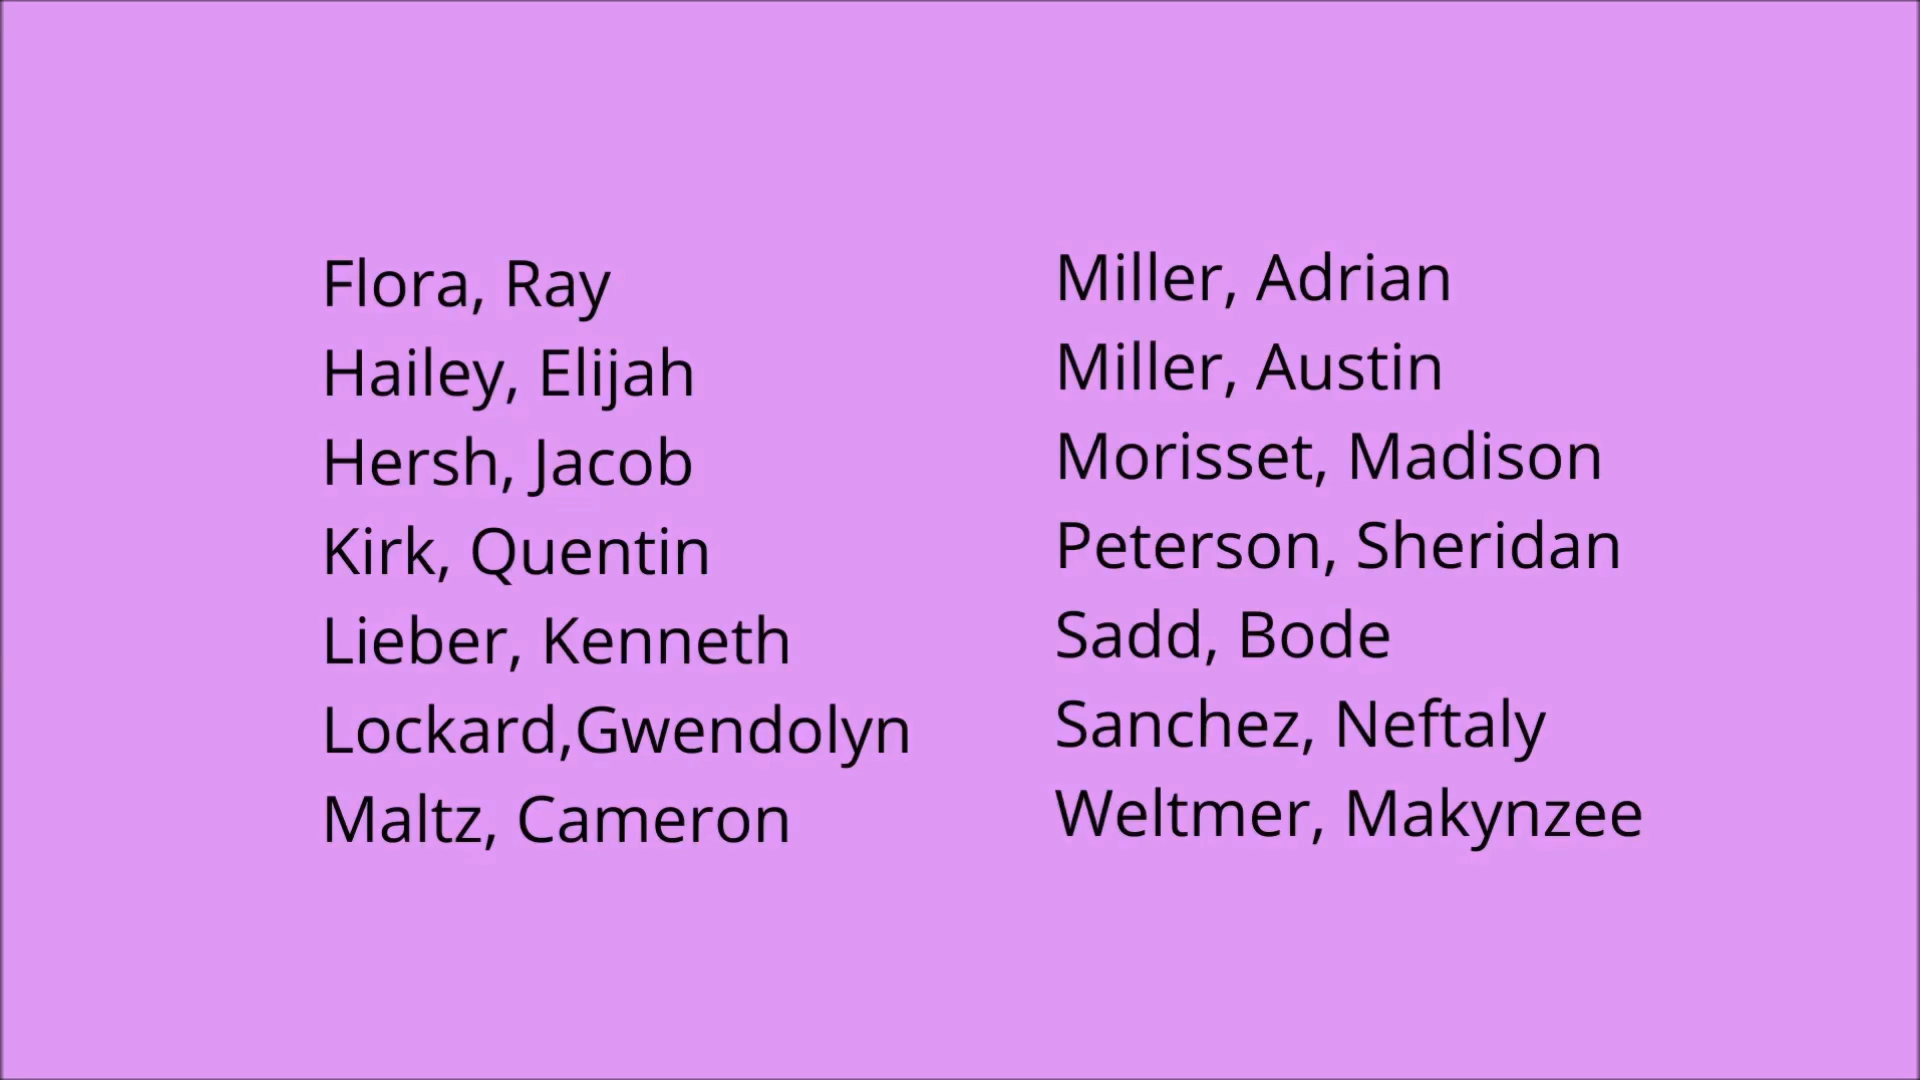 Flora, Ray
Hailey, Elijah
Hersh, Jacob
Kirk, Quentin
Lieber, Kenneth
Lockard,Gwendolyn
Maltz, Cameron
Miller, Adrian
Miller, Austin
Morisset, Madison
Peterson, Sheridan
Sadd, Bode
Sanchez, Neftaly
Weltmer, Makynzee